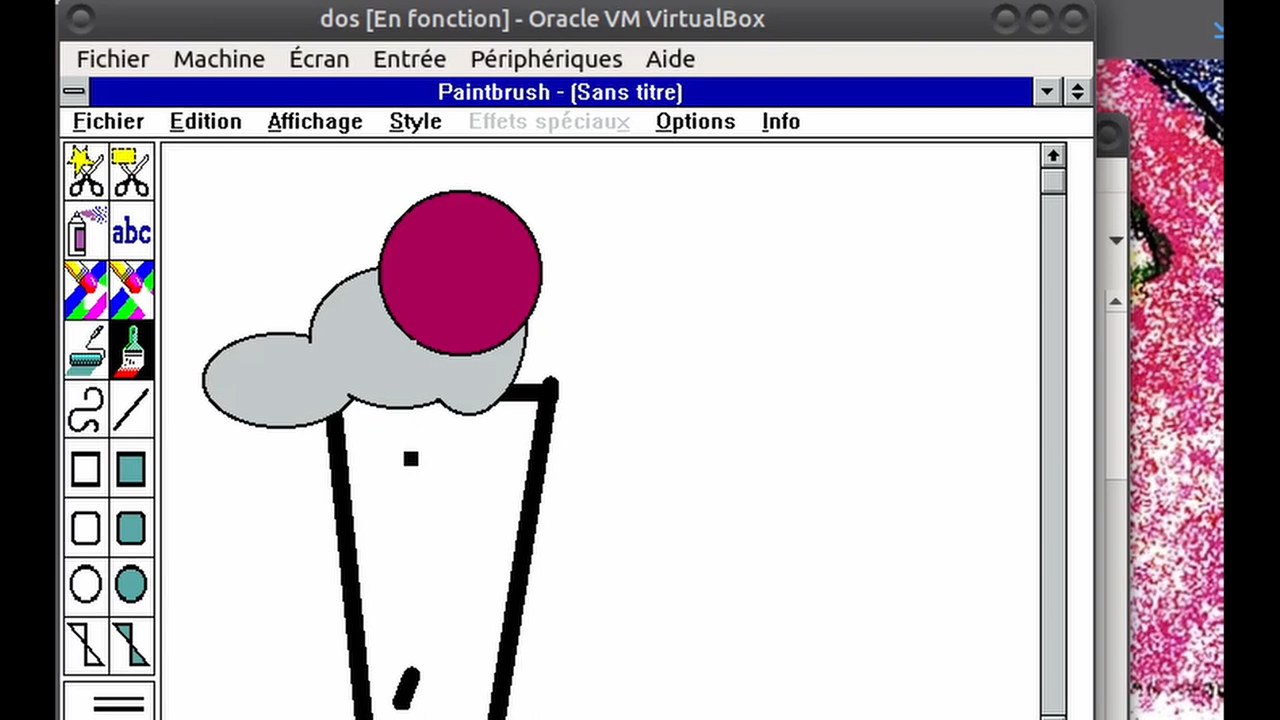 dos [En fonction] - Oracle VM VirtualBox
Fichier Machine Écran Entrée Périphériques Aide
Paintbrush - (Sans titre)
Fichier Edition Affichage Style Effets spéciaux Options Info
abc